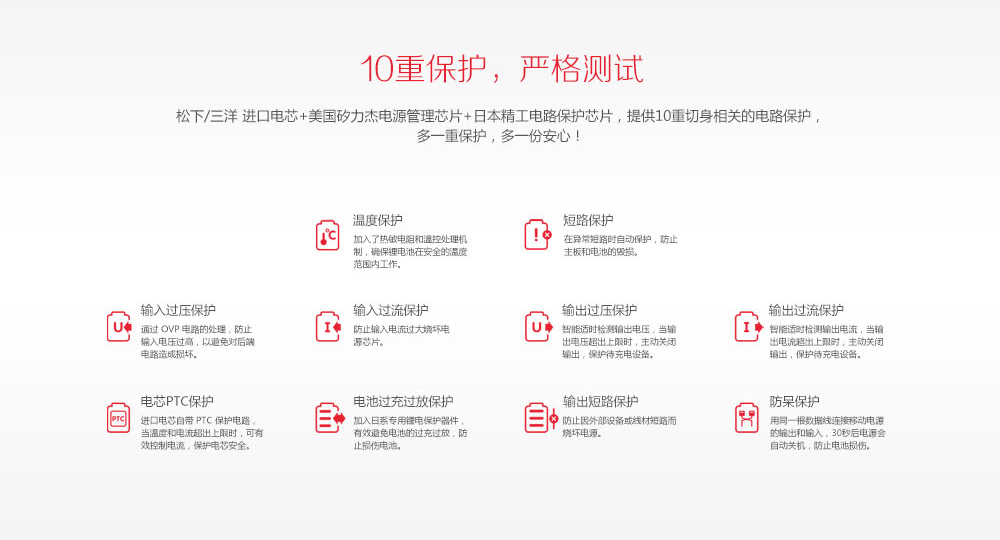 10重保护，严格测试
松下/三洋 进口电芯+美国矽力杰电源管理芯片+日本精工电路保护芯片，提供10重切身相关的电路保护，
多一重保护，多一份安心！
°C
温度保护
加入了热敏电阻和温控处理机
制，确保锂电池在安全的温度
范围内工作。
!
短路保护
在异常短路时自动保护，防止
主板和电池的毁损。
U
输入过压保护
通过 OVP 电路的处理，防止
输入电压过高，以避免对后端
电路造成损坏。
I
输入过流保护
防止输入电流过大烧坏电
源芯片。
U
输出过压保护
智能适时检测输出电压，当输
出电压超出上限时，主动关闭
输出，保护待充电设备。
I
输出过流保护
智能适时检测输出电流，当输
出电流超出上限时，主动关闭
输出，保护待充电设备。
PTC
电芯PTC保护
进口电芯自带 PTC 保护电路，
当温度和电流超出上限时，可有
效控制电流，保护电芯安全。
电池过充过放保护
加入日系专用锂电保护器件，
有效避免电池的过充过放，防
止损伤电池。
输出短路保护
防止因外部设备或线材短路而
烧坏电源。
防呆保护
用同一根数据线连接移动电源
的输出和输入，30秒后电源会
自动关机，防止电池损伤。